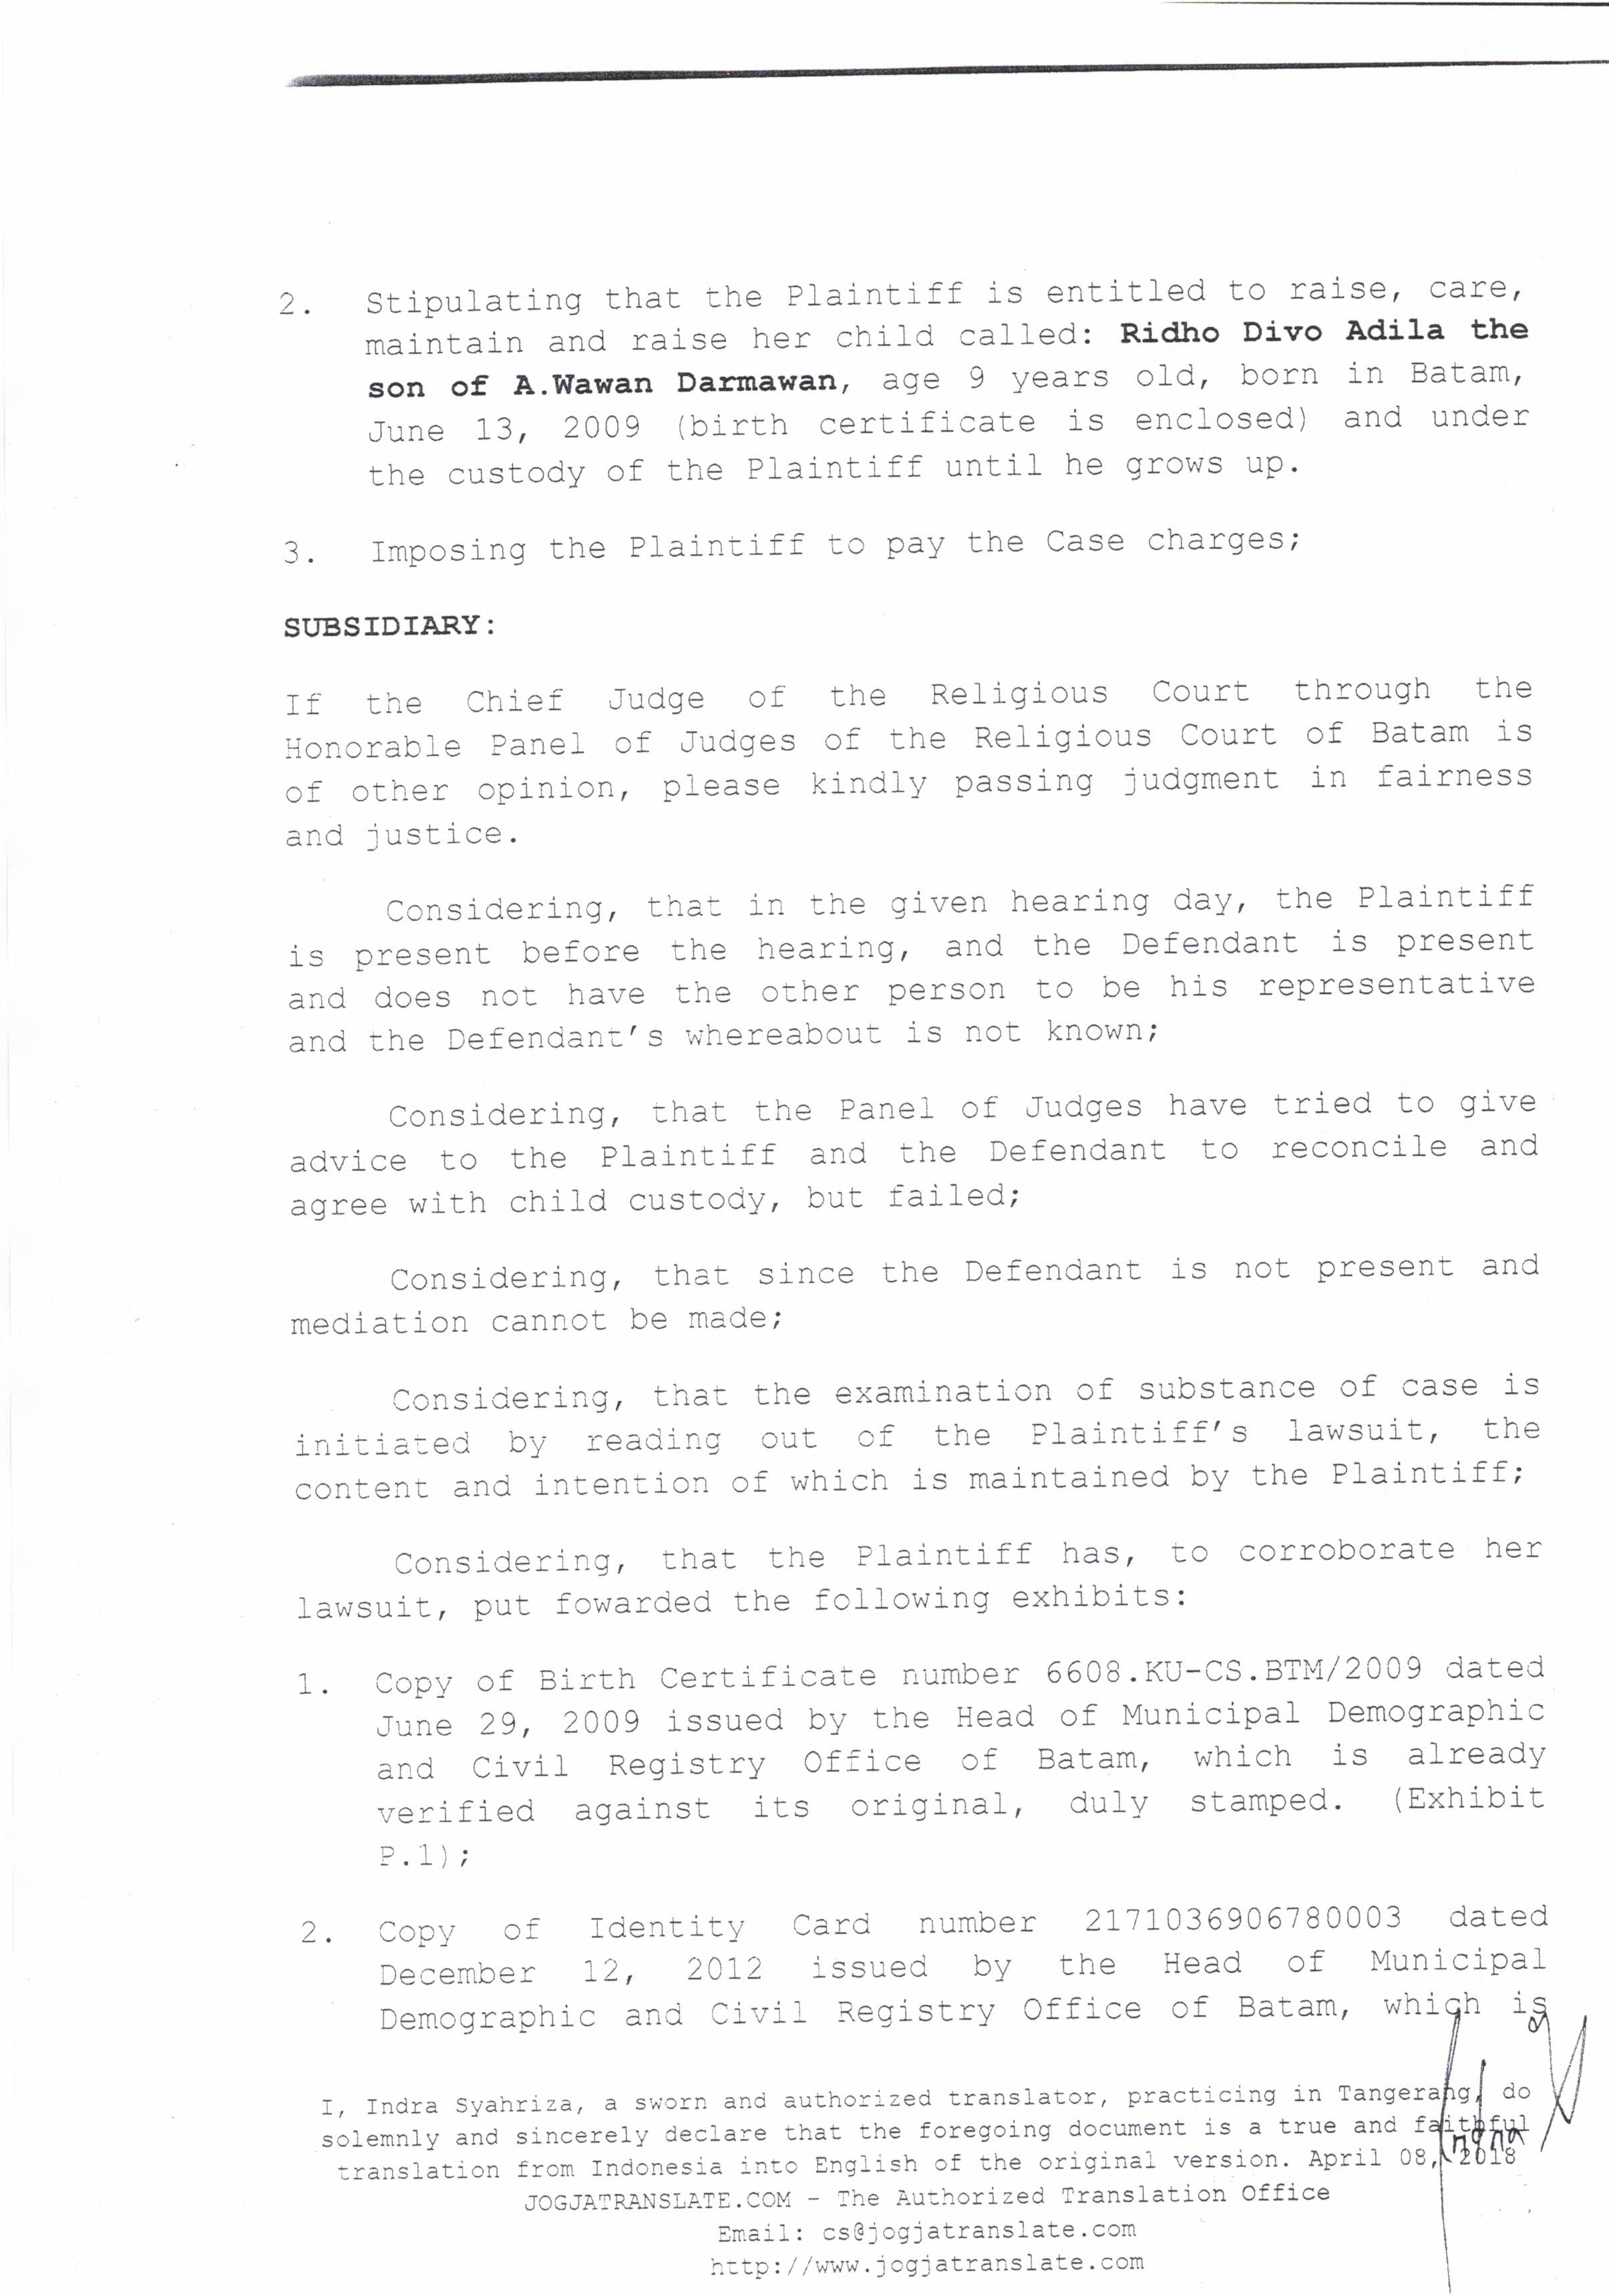 2. Stipulating that the Plaintiff is entitled to raise, care,
maintain and raise her child called: Ridho Divo Adila the
son of A.Wawan Darmawan, age 9 years old, born in Batam,
June 13, 2009 (birth certificate is enclosed) and under
the custody of the Plaintiff until he grows up.
3. Imposing the Plaintiff to pay the Case charges;
SUBSIDIARY:
If the Chief Judge of the Religious Court through the
Honorable Panel of Judges of the Religious Court of Batam is
of other opinion, please kindly passing judgment in fairness
and justice.
Considering, that in the given hearing day, the Plaintiff
is present before the hearing, and the Defendant is present
and does not have the other person to be his representative
and the Defendant's whereabout is not known;
Considering, that the Panel of Judges have tried to give
advice to the Plaintiff and the Defendant to reconcile and
agree with child custody, but failed;
Considering, that since the Defendant is not present and
mediation cannot be made;
Considering, that the examination of substance of case is
initiated by reading out of the Plaintiff's lawsuit, the
content and intention of which is maintained by the Plaintiff;
Considering, that the Plaintiff has, to corroborate her
lawsuit, put fowarded the following exhibits:
1. Copy of Birth Certificate number 6608.KU-CS.BTM/2009 dated
June 29, 2009 issued by the Head of Municipal Demographic
and Civil Registry Office of Batam, which is already
verified against its original, duly stamped. (Exhibit
P.1);
2. Copy of Identity Card number 2171036906780003 dated
December 12, 2012 issued by the Head of Municipal
Demographic and Civil Registry Office of Batam, which is
I, Indra Syahriza, a sworn and authorized translator, practicing in Tangerang, do
solemnly and sincerely declare that the foregoing document is a true and faithful
translation from Indonesia into English of the original version. April 08, 2018
JOGJATRANSLATE.COM - The Authorized Translation Office
Email: cs@jogjatranslate.com
http://www.jogjatranslate.com